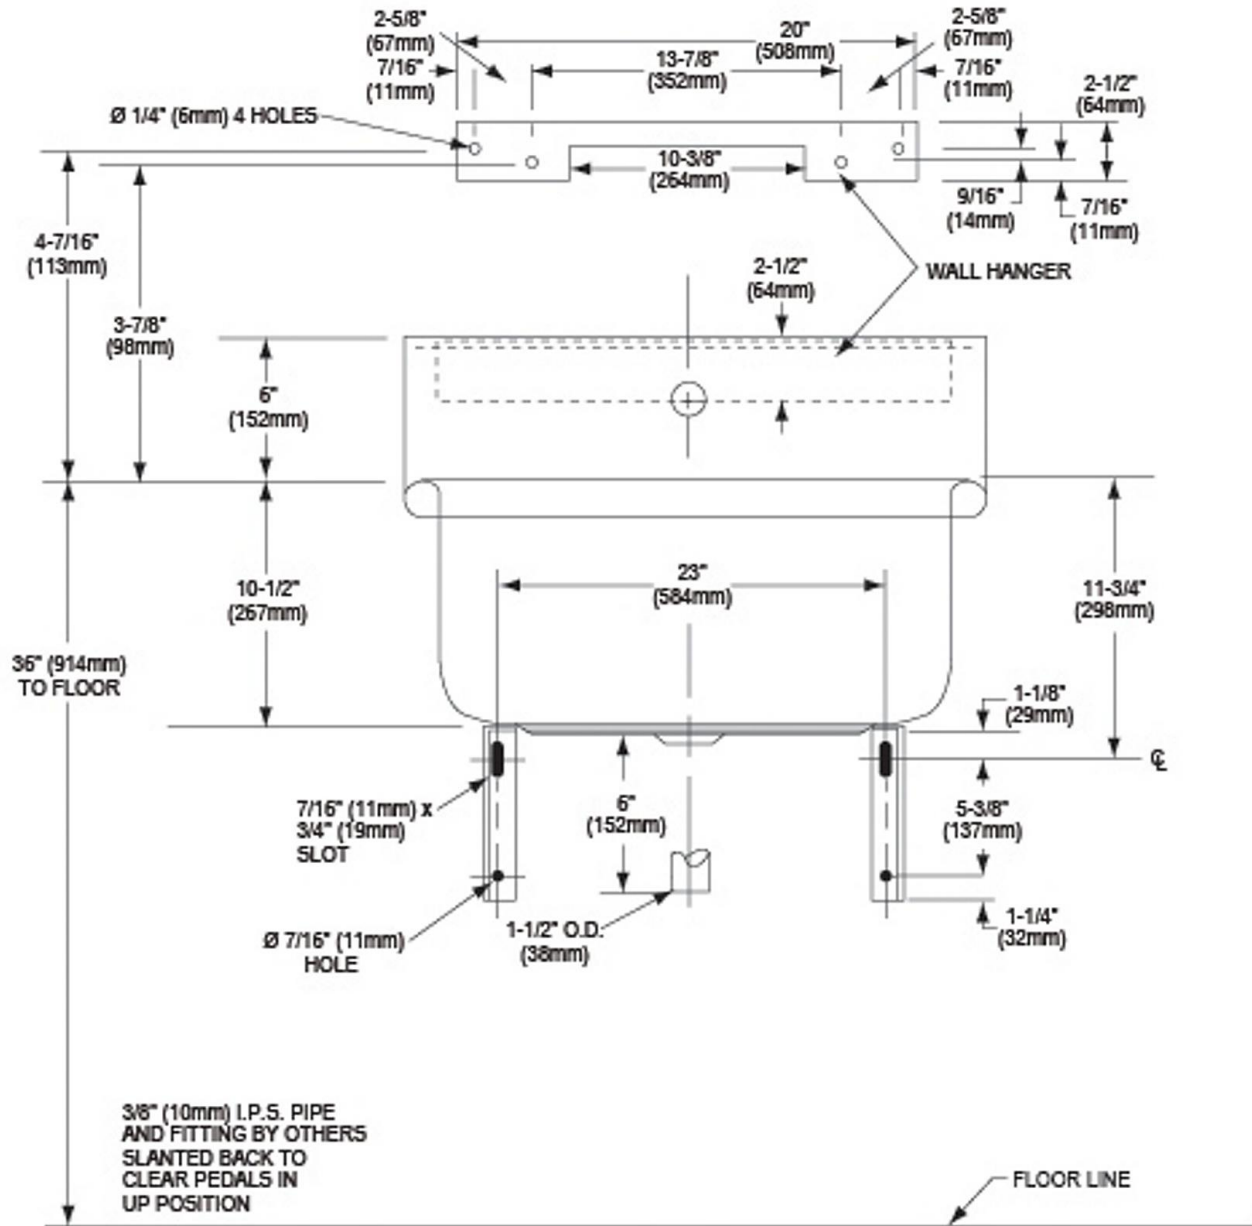 2-5/8"
(67mm)
20"
(508mm)
2-5/8"
(67mm)
7/16"
(11mm)
13-7/8"
(352mm)
7/16"
(11mm)
2-1/2"
(64mm)
Ø 1/4" (6mm) 4 HOLES
10-3/8"
(264mm)
9/16"
(14mm)
7/16"
(11mm)
4-7/16"
(113mm)
WALL HANGER
2-1/2"
(64mm)
3-7/8"
(98mm)
6"
(152mm)
23"
(584mm)
10-1/2"
(267mm)
11-3/4"
(298mm)
36" (914mm)
TO FLOOR
1-1/8"
(29mm)
℄
7/16" (11mm) x
3/4" (19mm)
SLOT
6"
(152mm)
5-3/8"
(137mm)
Ø 7/16" (11mm)
HOLE
1-1/2" O.D.
(38mm)
1-1/4"
(32mm)
3/8" (10mm) I.P.S. PIPE
AND FITTING BY OTHERS
SLANTED BACK TO
CLEAR PEDALS IN
UP POSITION
FLOOR LINE